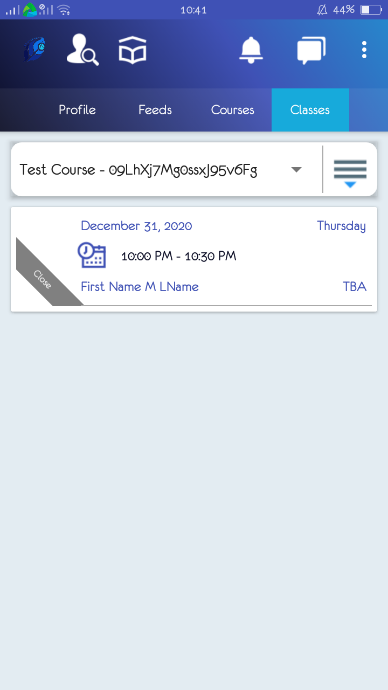 10:41
44%
Profile Feeds Courses Classes
Test Course - 09LhXj7Mg0ssxJ95v6Fg
December 31, 2020 Thursday
10:00 PM - 10:30 PM
Close
First Name M LName TBA